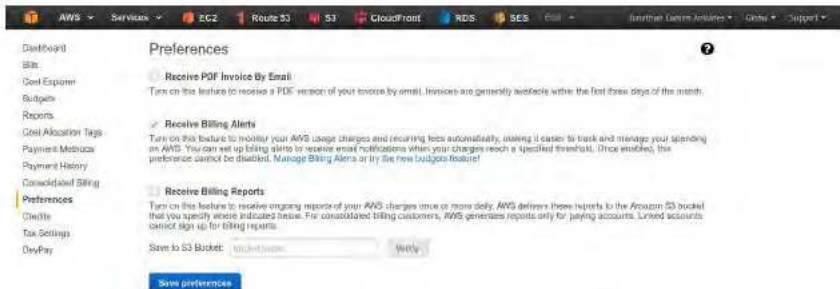 AWS Services EC2 Route 53 S3 CloudFront RDS SES Edit Global Support
Dashboard
Bills
Cost Explorer
Budgets
Reports
Cost Allocation Tags
Payment Methods
Payment History
Consolidated Billing
Preferences
Credits
Tax Settings
DevPay
Preferences
Receive PDF Invoice By Email
Turn on this feature to receive a PDF version of your invoice by email. Invoices are generally available within the first three days of the month.
Receive Billing Alerts
Turn on this feature to monitor your AWS usage charges and recurring fees automatically, making it easier to track and manage your spending
on AWS. You can set up billing alerts to receive email notifications when your charges reach a specified threshold. Once enabled, this
preference cannot be disabled. Manage Billing Alerts or try the new budgets feature!
Receive Billing Reports
Turn on this feature to receive ongoing reports of your AWS charges once or more daily. AWS delivers these reports to the Amazon S3 bucket
that you specify where indicated below. For consolidated billing customers, AWS generates reports only for paying accounts. Linked accounts
cannot sign up for billing reports.
Save to S3 Bucket: bucket name Verify
Save preferences